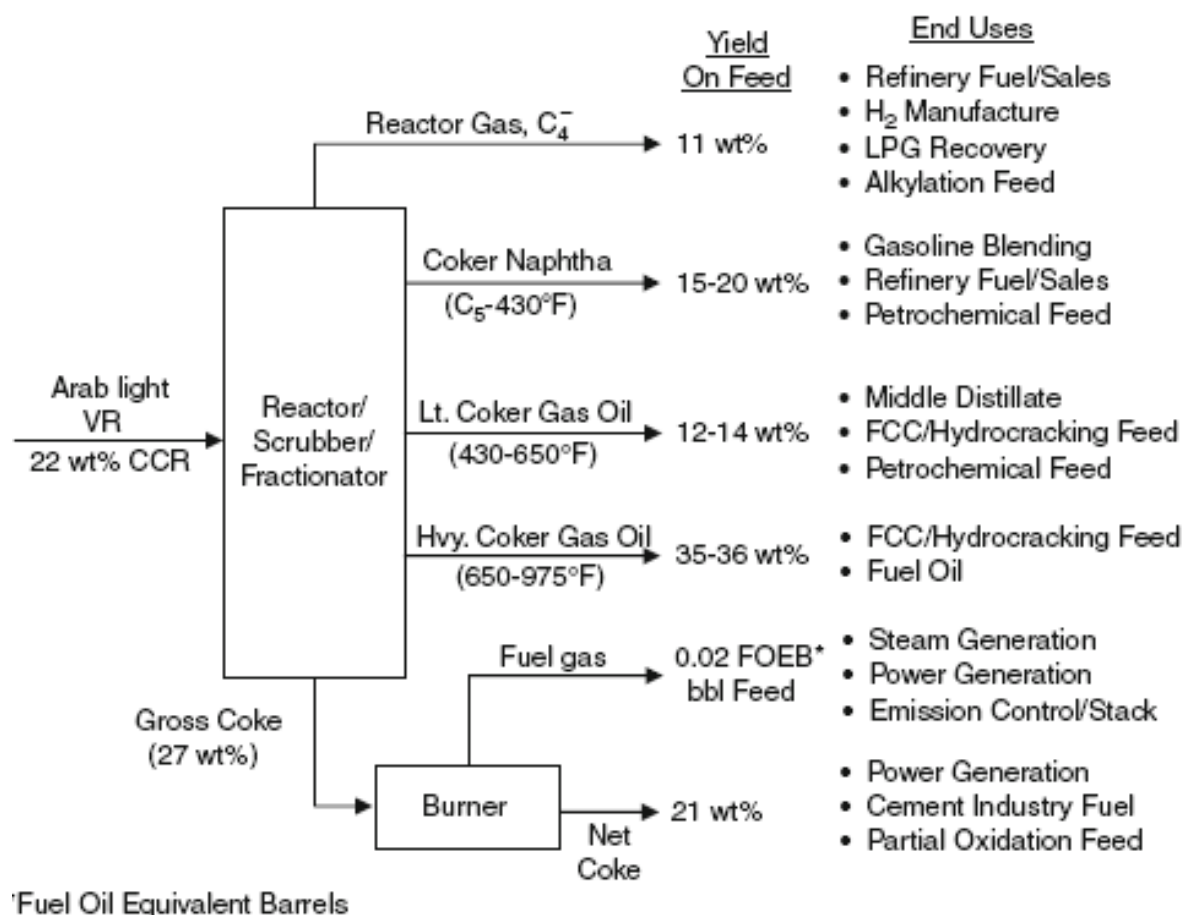 Yield
On Feed
End Uses
Reactor Gas, C₄⁻
11 wt%
• Refinery Fuel/Sales
• H₂ Manufacture
• LPG Recovery
• Alkylation Feed
Coker Naphtha
(C₅-430°F)
15-20 wt%
• Gasoline Blending
• Refinery Fuel/Sales
• Petrochemical Feed
Arab light
VR
22 wt% CCR
Reactor/
Scrubber/
Fractionator
Lt. Coker Gas Oil
(430-650°F)
12-14 wt%
• Middle Distillate
• FCC/Hydrocracking Feed
• Petrochemical Feed
Hvy. Coker Gas Oil
(650-975°F)
35-36 wt%
• FCC/Hydrocracking Feed
• Fuel Oil
Fuel gas
0.02 FOEB*
bbl Feed
• Steam Generation
• Power Generation
• Emission Control/Stack
Gross Coke
(27 wt%)
Burner
Net
Coke
21 wt%
• Power Generation
• Cement Industry Fuel
• Partial Oxidation Feed
*Fuel Oil Equivalent Barrels